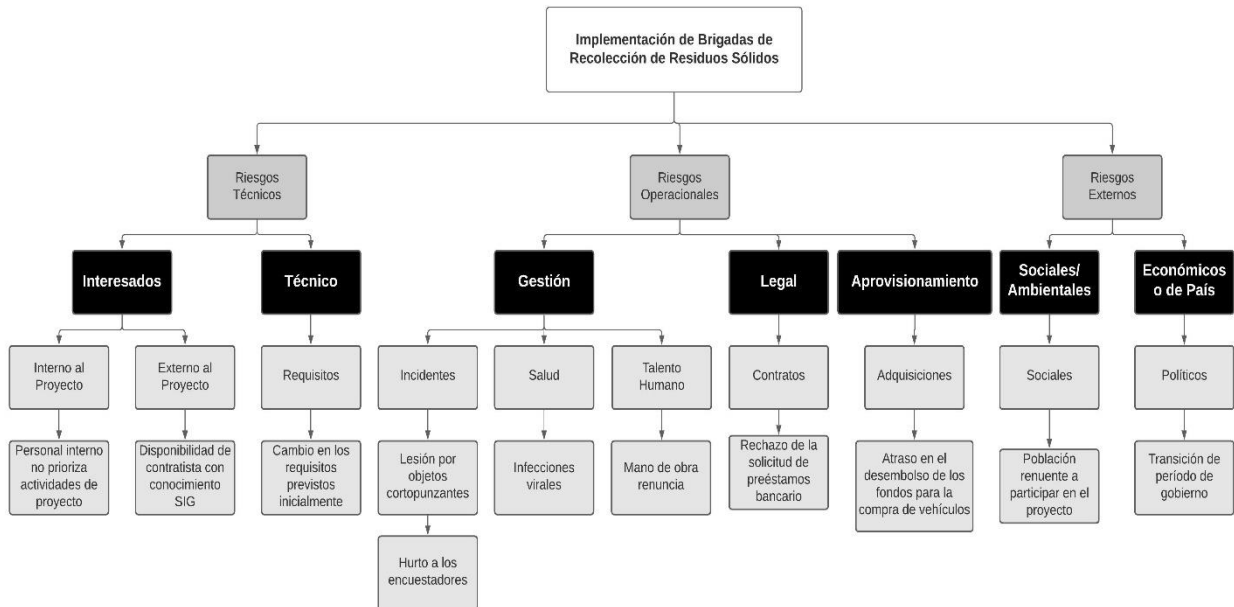 Implementación de Brigadas de
Recolección de Residuos Sólidos
Riesgos
Técnicos
Riesgos
Operacionales
Riesgos
Externos
Interesados
Técnico
Gestión
Legal
Aprovisionamiento
Sociales/
Ambientales
Económicos
o de País
Interno al
Proyecto
Externo al
Proyecto
Requisitos
Incidentes
Salud
Talento
Humano
Contratos
Adquisiciones
Sociales
Políticos
Personal interno
no prioriza
actividades de
proyecto
Disponibilidad de
contratista con
conocimiento
SIG
Cambio en los
requisitos
previstos
inicialmente
Lesión por
objetos
cortopunzantes
Infecciones
virales
Mano de obra
renuncia
Rechazo de la
solicitud de
preéstamos
bancario
Atraso en el
desembolso de los
fondos para la
compra de vehículos
Población
renuente a
participar en el
proyecto
Transición de
período de
gobierno
Hurto a los
encuestadores